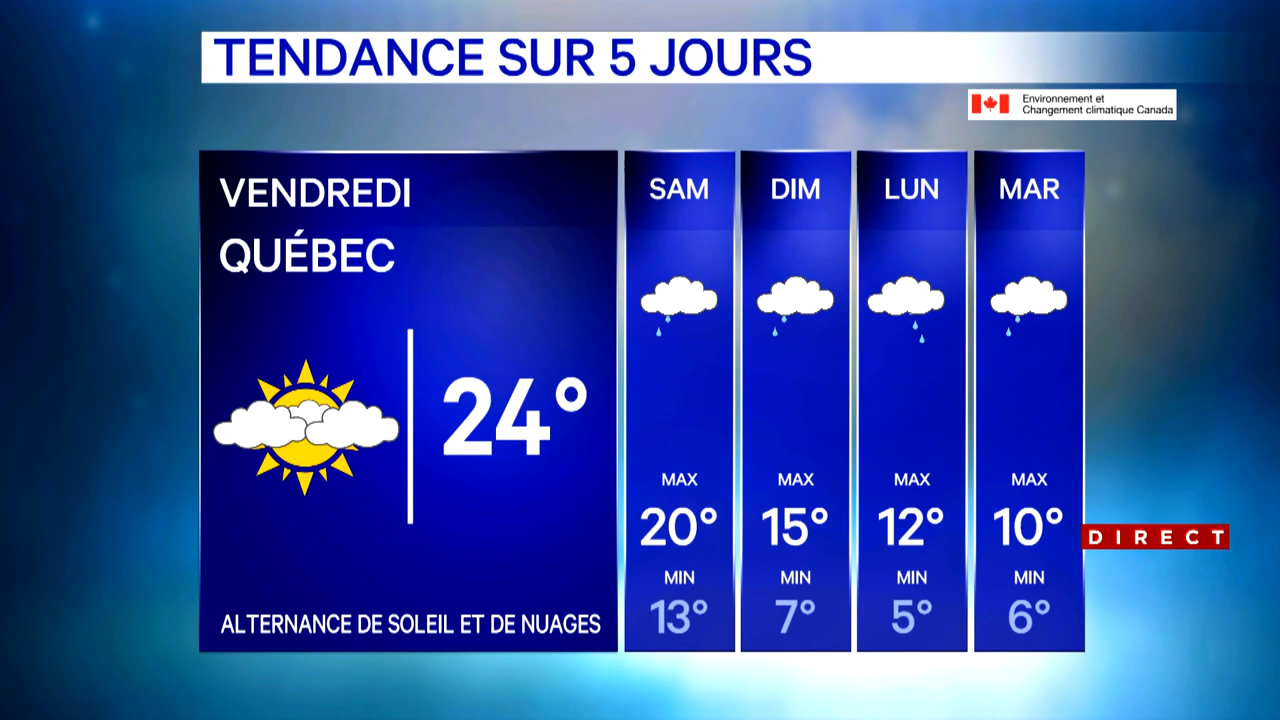 TENDANCE SUR 5 JOURS
Environnement et
Changement climatique Canada
VENDREDI
QUÉBEC
24°
ALTERNANCE DE SOLEIL ET DE NUAGES
SAM
MAX
20°
MIN
13°
DIM
MAX
15°
MIN
7°
LUN
MAX
12°
MIN
5°
MAR
MAX
10°
MIN
6°
DIRECT